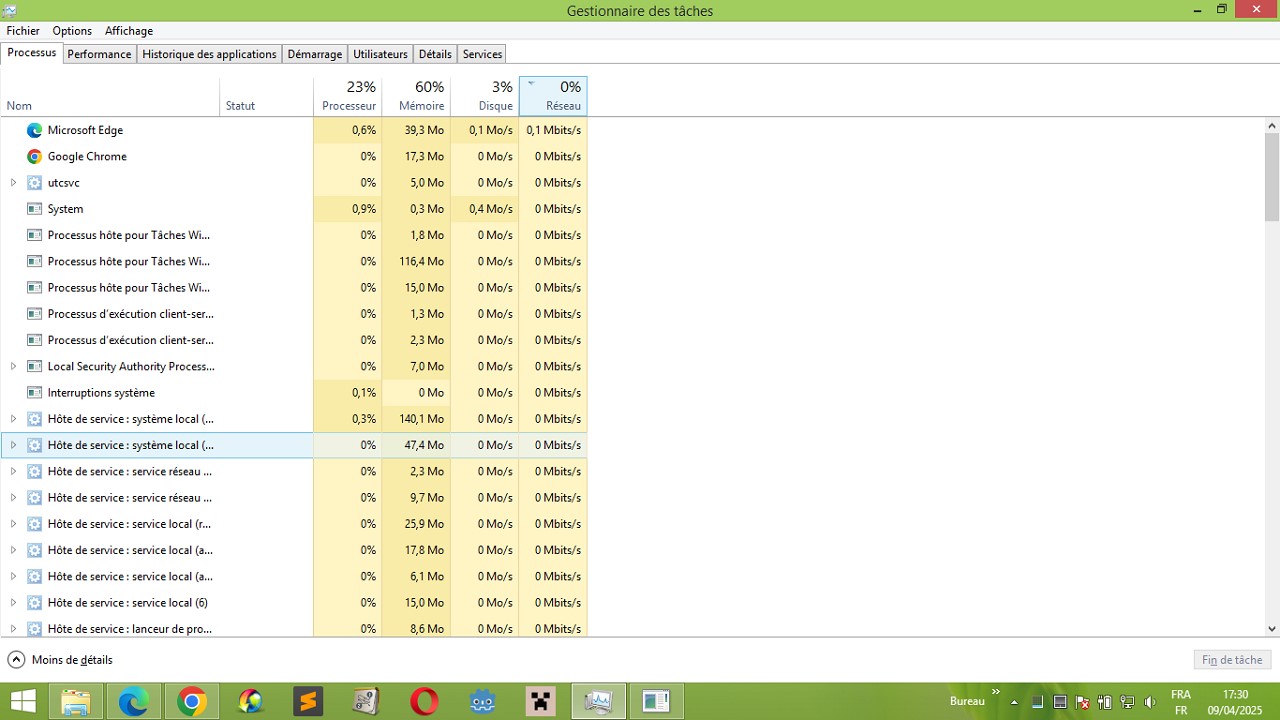 Gestionnaire des tâches
Fichier Options Affichage
Processus Performance Historique des applications Démarrage Utilisateurs Détails Services
23% 60% 3% 0%
Nom Statut Processeur Mémoire Disque Réseau
Microsoft Edge 0,6% 39,3 Mo 0,1 Mo/s 0,1 Mbits/s
Google Chrome 0% 17,3 Mo 0 Mo/s 0 Mbits/s
utcsvc 0% 5,0 Mo 0 Mo/s 0 Mbits/s
System 0,9% 0,3 Mo 0,4 Mo/s 0 Mbits/s
Processus hôte pour Tâches Wi... 0% 1,8 Mo 0 Mo/s 0 Mbits/s
Processus hôte pour Tâches Wi... 0% 116,4 Mo 0 Mo/s 0 Mbits/s
Processus hôte pour Tâches Wi... 0% 15,0 Mo 0 Mo/s 0 Mbits/s
Processus d'exécution client-ser... 0% 1,3 Mo 0 Mo/s 0 Mbits/s
Processus d'exécution client-ser... 0% 2,3 Mo 0 Mo/s 0 Mbits/s
Local Security Authority Process... 0% 7,0 Mo 0 Mo/s 0 Mbits/s
Interruptions système 0,1% 0 Mo 0 Mo/s 0 Mbits/s
Hôte de service : système local (... 0,3% 140,1 Mo 0 Mo/s 0 Mbits/s
Hôte de service : système local (... 0% 47,4 Mo 0 Mo/s 0 Mbits/s
Hôte de service : service réseau ... 0% 2,3 Mo 0 Mo/s 0 Mbits/s
Hôte de service : service réseau ... 0% 9,7 Mo 0 Mo/s 0 Mbits/s
Hôte de service : service local (r... 0% 25,9 Mo 0 Mo/s 0 Mbits/s
Hôte de service : service local (a... 0% 17,8 Mo 0 Mo/s 0 Mbits/s
Hôte de service : service local (a... 0% 6,1 Mo 0 Mo/s 0 Mbits/s
Hôte de service : service local (6) 0% 15,0 Mo 0 Mo/s 0 Mbits/s
Hôte de service : lanceur de pro... 0% 8,6 Mo 0 Mo/s 0 Mbits/s
Moins de détails Fin de tâche
Bureau FRA 17:30
FR 09/04/2025